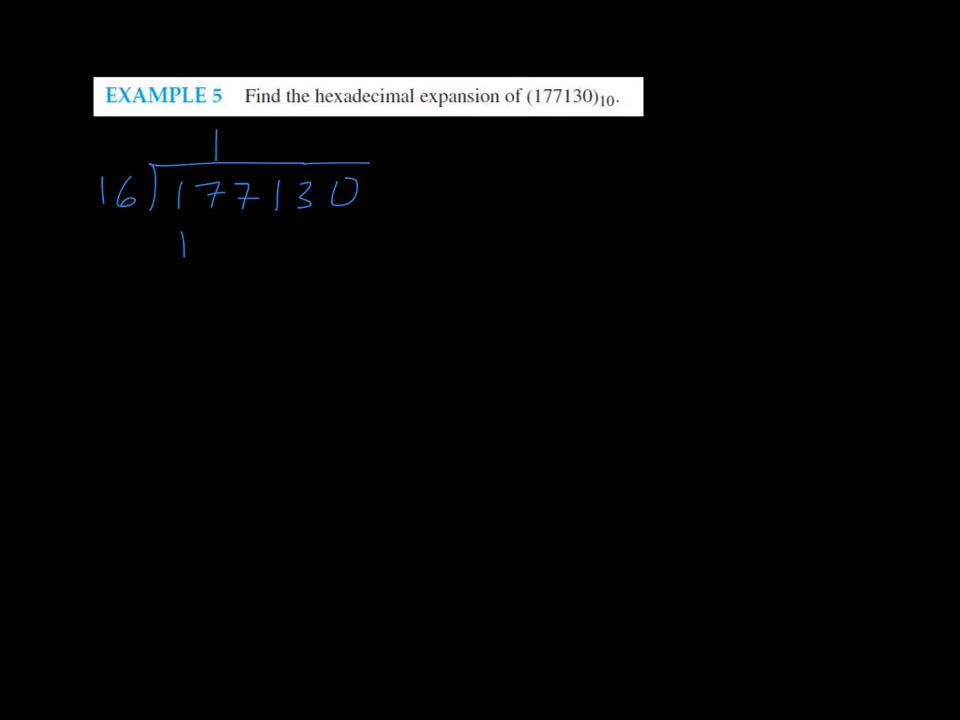 EXAMPLE 5 Find the hexadecimal expansion of (177130)₁₀.
1
16)177130
1